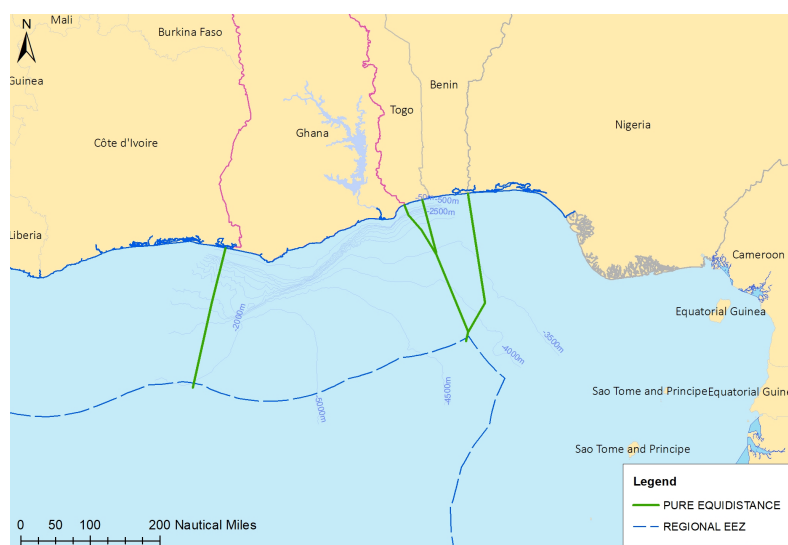 N
Mali
Burkina Faso
Guinea
Benin
Togo
Ghana
Nigeria
Côte d'Ivoire
-50m
-500m
-2500m
Liberia
Cameroon
-2000m
Equatorial Guinea
-3500m
-4000m
-4500m
-5000m
Sao Tome and Principe
Equatorial Guine
Sao Tome and Principe
Legend
PURE EQUIDISTANCE
REGIONAL EEZ
0 50 100 200 Nautical Miles